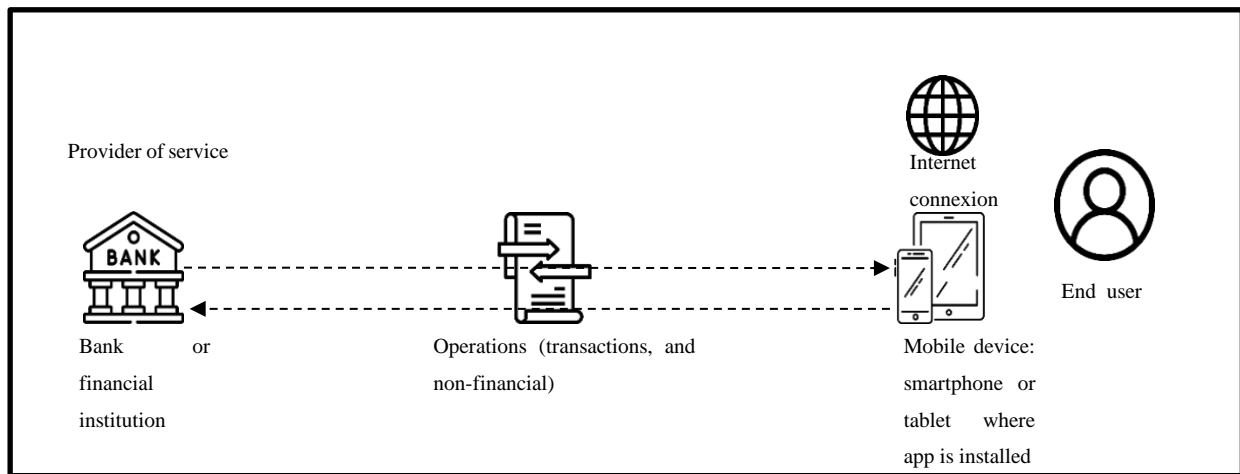 Provider of service
Internet
connexion
BANK
End user
Bank or
financial
institution
Operations (transactions, and
non-financial)
Mobile device:
smartphone or
tablet where
app is installed